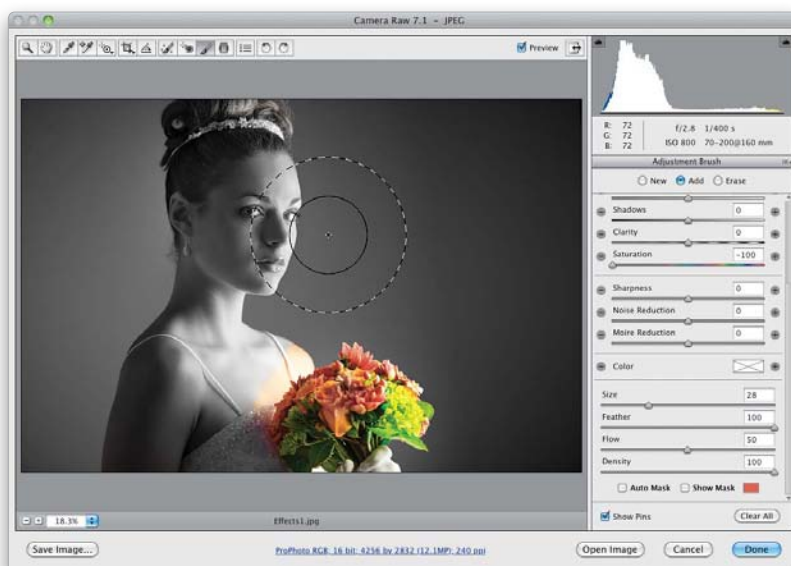 Camera Raw 7.1 – JPEG
Preview
R: 72
G: 72
B: 72
f/2.8 1/400 s
ISO 800 70-200@160 mm
Adjustment Brush
New Add Erase
Shadows 0
Clarity 0
Saturation -100
Sharpness 0
Noise Reduction 0
Moire Reduction 0
Color
Size 28
Feather 100
Flow 50
Density 100
Auto Mask Show Mask
Show Pins Clear All
18.3% Effects1.jpg
Save Image... ProPhoto RGB; 16 bit; 4256 by 2832 (12.1MP); 240 ppi Open Image Cancel Done